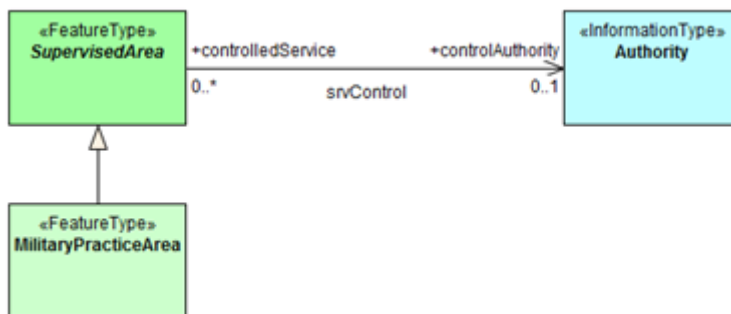 «FeatureType»
SupervisedArea
+controlledService
+controlAuthority
0..*
srvControl
0..1
«InformationType»
Authority
«FeatureType»
MilitaryPracticeArea